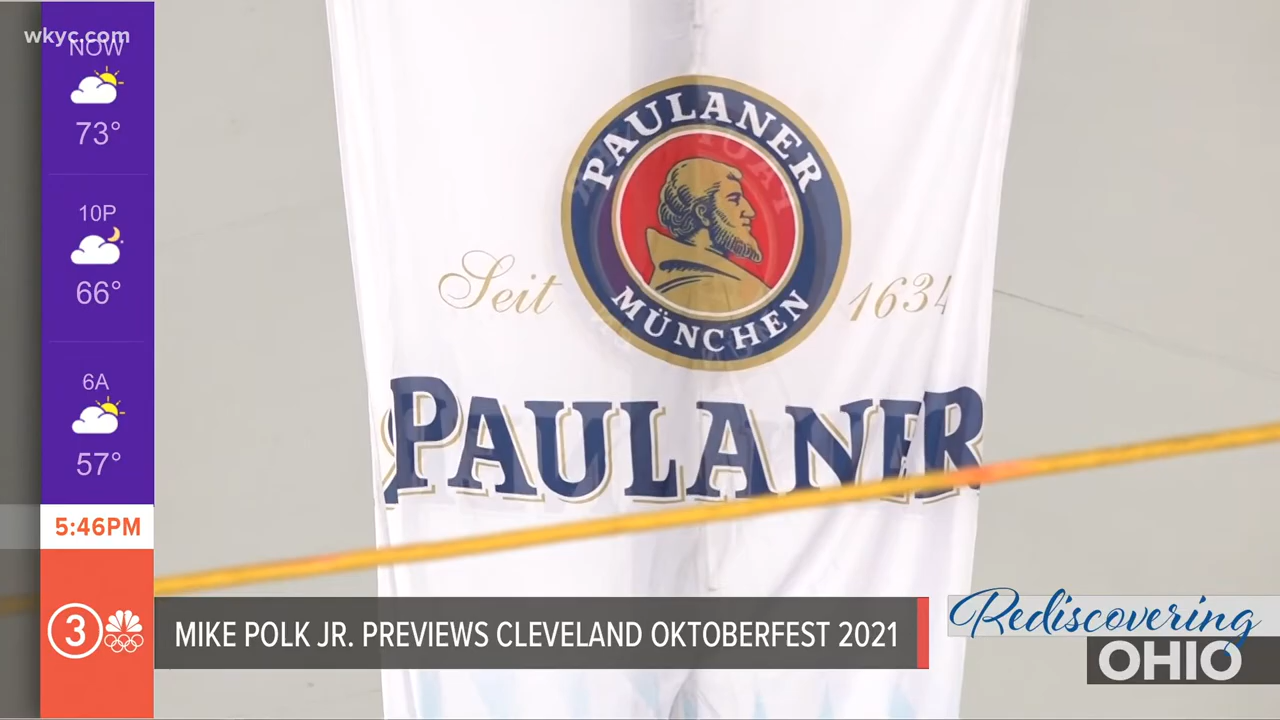 wkyc.com
NOW
73°
10P
66°
6A
57°
5:46PM
3
PAULANER
MÜNCHEN
Seit 1634
PAULANER
MIKE POLK JR. PREVIEWS CLEVELAND OKTOBERFEST 2021
Rediscovering
OHIO